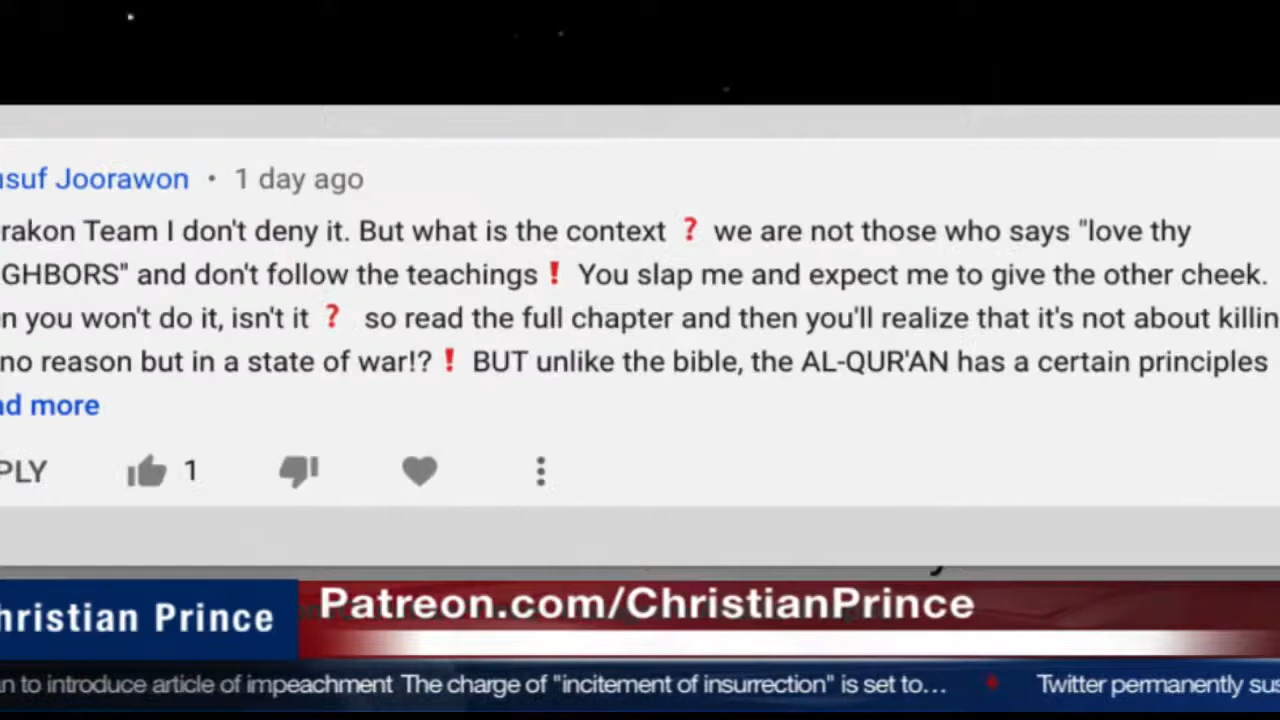 usuf Joorawon • 1 day ago
rakon Team I don't deny it. But what is the context ❓ we are not those who says "love thy
GHBORS" and don't follow the teachings❗ You slap me and expect me to give the other cheek.
n you won't do it, isn't it ❓ so read the full chapter and then you'll realize that it's not about killin
no reason but in a state of war!? ❗ BUT unlike the bible, the AL-QUR'AN has a certain principles
ad more
PLY 1
hristian Prince
Patreon.com/ChristianPrince
an to introduce article of impeachment The charge of "incitement of insurrection" is set to... Twitter permanently sus